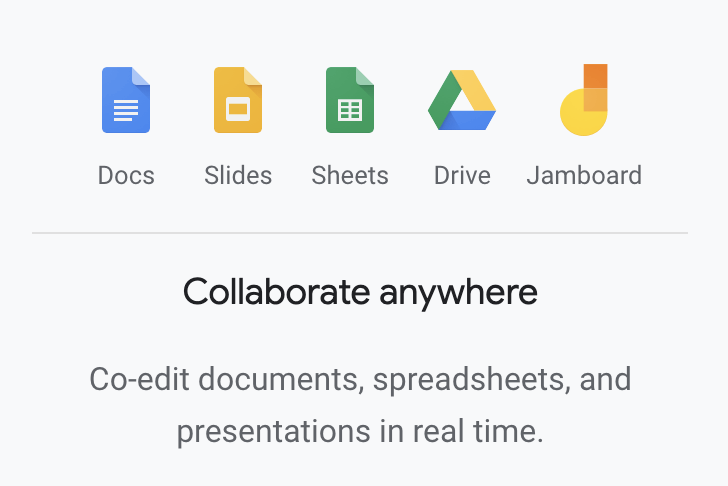 Docs Slides Sheets Drive Jamboard
Collaborate anywhere
Co-edit documents, spreadsheets, and
presentations in real time.